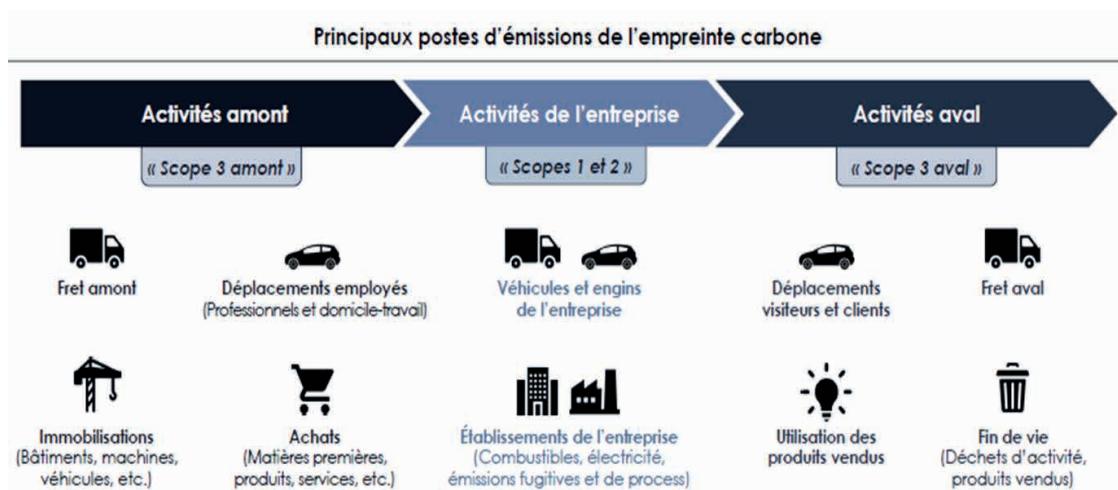 Principaux postes d'émissions de l'empreinte carbone
Activités amont
Activités de l'entreprise
Activités aval
« Scope 3 amont »
« Scopes 1 et 2 »
« Scope 3 aval »
Fret amont
Déplacements employés
(Professionnels et domicile-travail)
Véhicules et engins
de l'entreprise
Déplacements
visiteurs et clients
Fret aval
Immobilisations
(Bâtiments, machines,
véhicules, etc.)
Achats
(Matières premières,
produits, services, etc.)
Établissements de l'entreprise
(Combustibles, électricité,
émissions fugitives et de process)
Utilisation des
produits vendus
Fin de vie
(Déchets d'activité,
produits vendus)